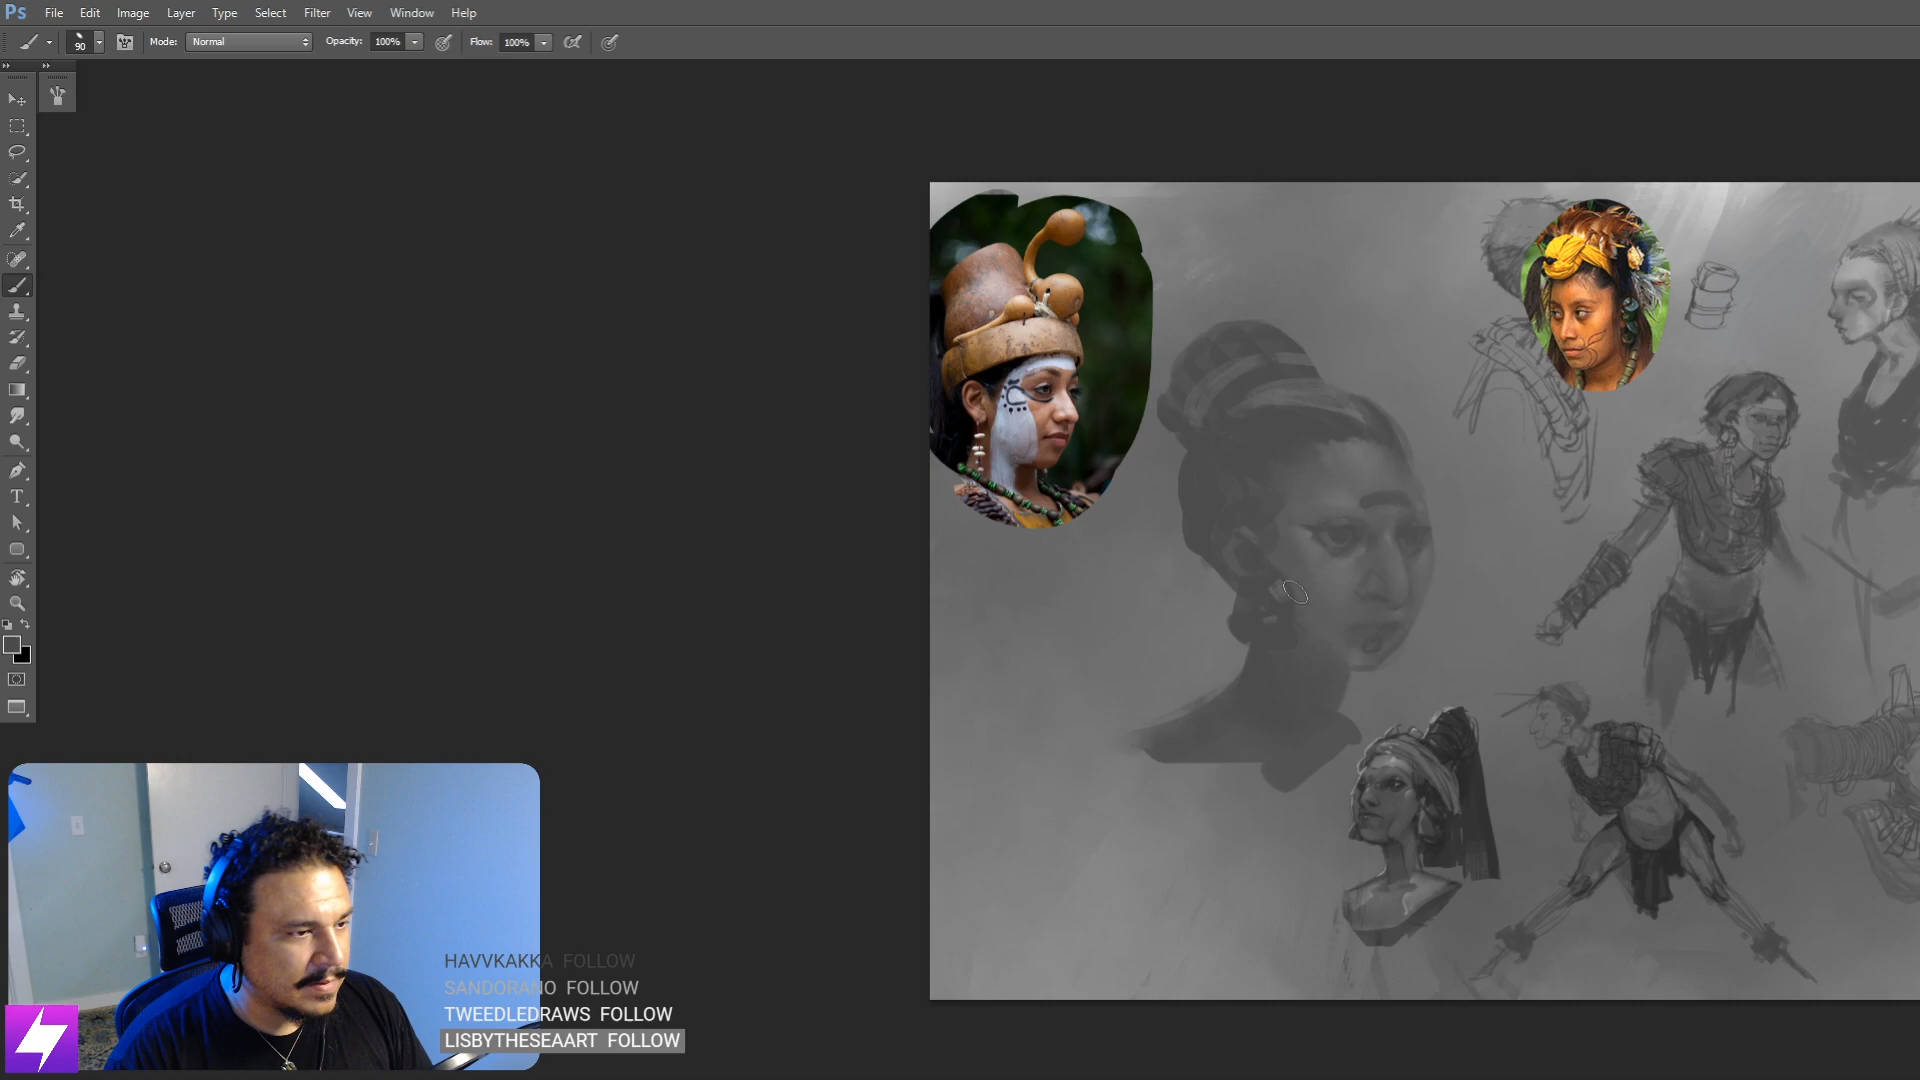 Ps File Edit Image Layer Type Select Filter View Window Help
90 Mode: Normal Opacity: 100% Flow: 100%
T
HAVVKAKKA FOLLOW
SANDORANO FOLLOW
TWEEDLEDRAWS FOLLOW
LISBYTHESEAART FOLLOW